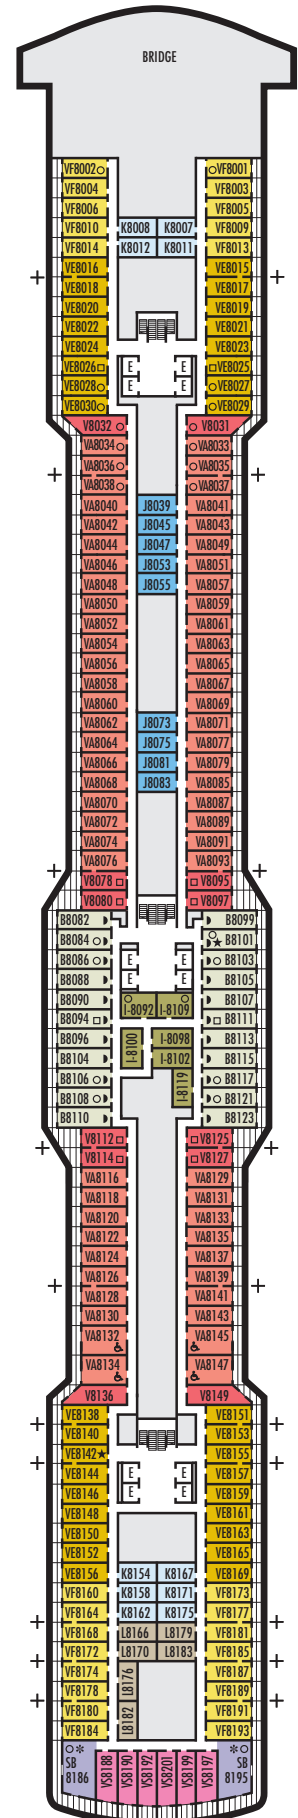 BRIDGE
VF8002 VF8001
VF8004 VF8003
VF8006 VF8005
VF8010 K8008 K8007 VF8009
VF8014 K8012 K8011 VF8013
VE8016 VE8015
VE8018 VE8017
VE8020 VE8019
VE8022 VE8021
VE8024 VE8023
VE8026 E E VE8025
VE8028 E E VE8027
VE8030 VE8029
V8032 V8031
VA8034 VA8033
VA8036 VA8035
VA8038 VA8037
VA8040 J8039 VA8041
VA8042 J8045 VA8043
VA8044 J8047 VA8049
VA8046 J8053 VA8051
VA8048 J8055 VA8057
VA8050 VA8059
VA8052 VA8061
VA8054 VA8063
VA8056 VA8065
VA8058 VA8067
VA8060 VA8069
VA8062 J8073 VA8071
VA8064 J8075 VA8077
VA8066 J8081 VA8079
VA8068 J8083 VA8085
VA8070 VA8087
VA8072 VA8089
VA8074 VA8091
VA8076 VA8093
V8078 V8095
V8080 V8097
B8082 B8099
B8084 B8101
B8086 E E B8103
B8088 E E B8105
B8090 I-8092 I-8109 B8107
B8094 B8111
B8096 I-8100 I-8098 B8113
B8104 I-8102 B8115
B8106 I-8119 B8117
B8108 B8121
B8110 B8123
V8112 V8125
V8114 V8127
VA8116 VA8129
VA8118 VA8131
VA8120 VA8133
VA8122 VA8135
VA8124 VA8137
VA8126 VA8139
VA8128 VA8141
VA8130 VA8143
VA8132 VA8145
VA8134 VA8147
V8136 V8149
VE8138 VE8151
VE8140 VE8153
VE8142 VE8155
VE8144 E E VE8157
VE8146 E E VE8159
VE8148 VE8161
VE8150 VE8163
VE8152 VE8165
VE8156 K8154 K8167 VE8169
VF8160 K8158 K8171 VF8173
VF8164 K8162 K8175 VF8177
VF8168 L8166 L8179 VF8181
VF8172 L8170 L8183 VF8185
VF8174 L8176 VF8187
VF8178 VF8189
VF8180 L8182 VF8191
VF8184 VF8193
SB 8186 VS8188 VS8190 VS8192 VS8201 VS8199 VS8197 SB 8195